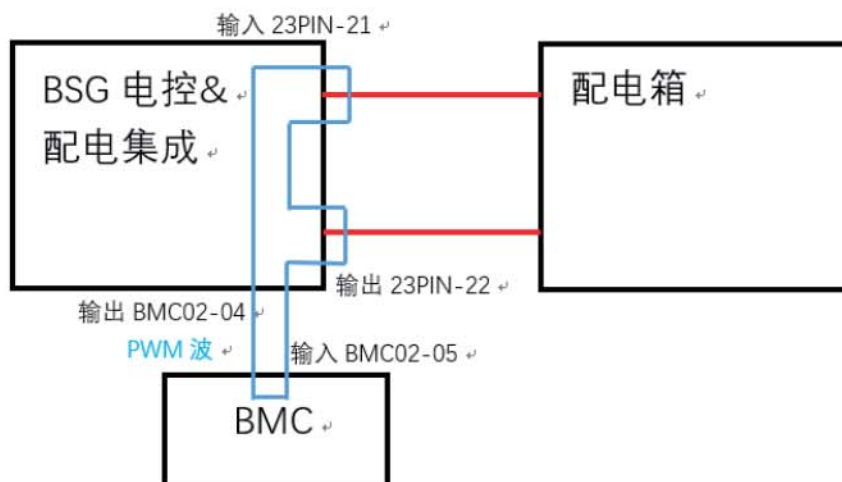 输入 23PIN-21
BSG 电控&
配电集成
配电箱
输出 23PIN-22
输出 BMC02-04
PWM 波
输入 BMC02-05
BMC